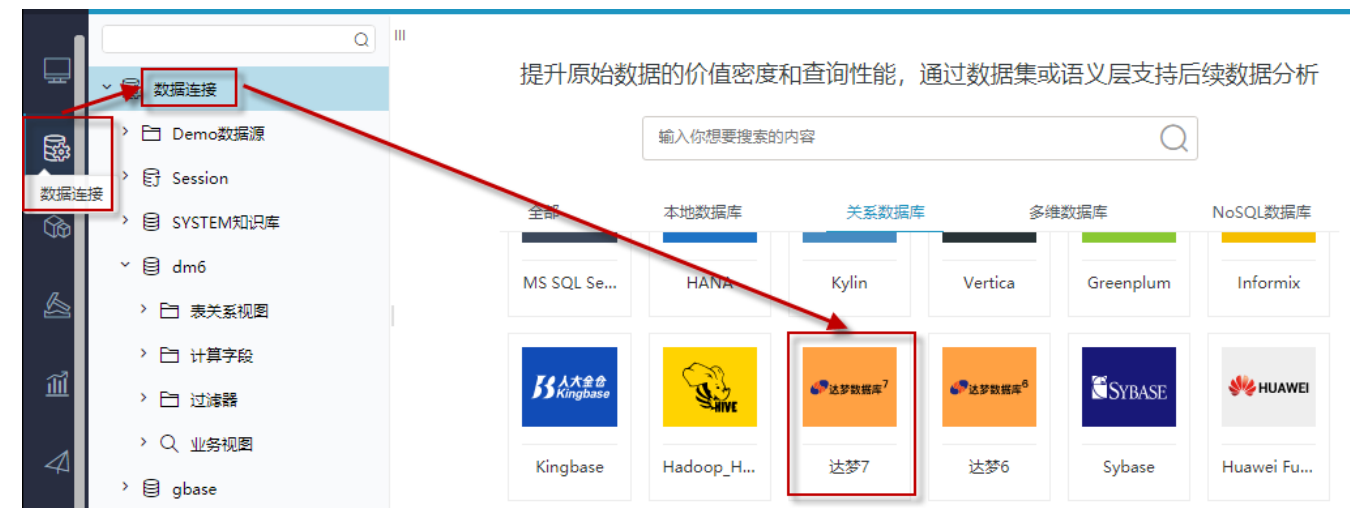 提升原始数据的价值密度和查询性能，通过数据集或语义层支持后续数据分析
数据连接
Demo数据源
Session
SYSTEM知识库
dm6
表关系视图
计算字段
过滤器
业务视图
gbase
数据连接
输入你想要搜索的内容
全部 本地数据库 关系数据库 多维数据库 NoSQL数据库
MS SQL Se... HANA Kylin Vertica Greenplum Informix
人大金仓 Kingbase HIVE 达梦数据库7 达梦数据库6 SYBASE HUAWEI
Kingbase Hadoop_H... 达梦7 达梦6 Sybase Huawei Fu...